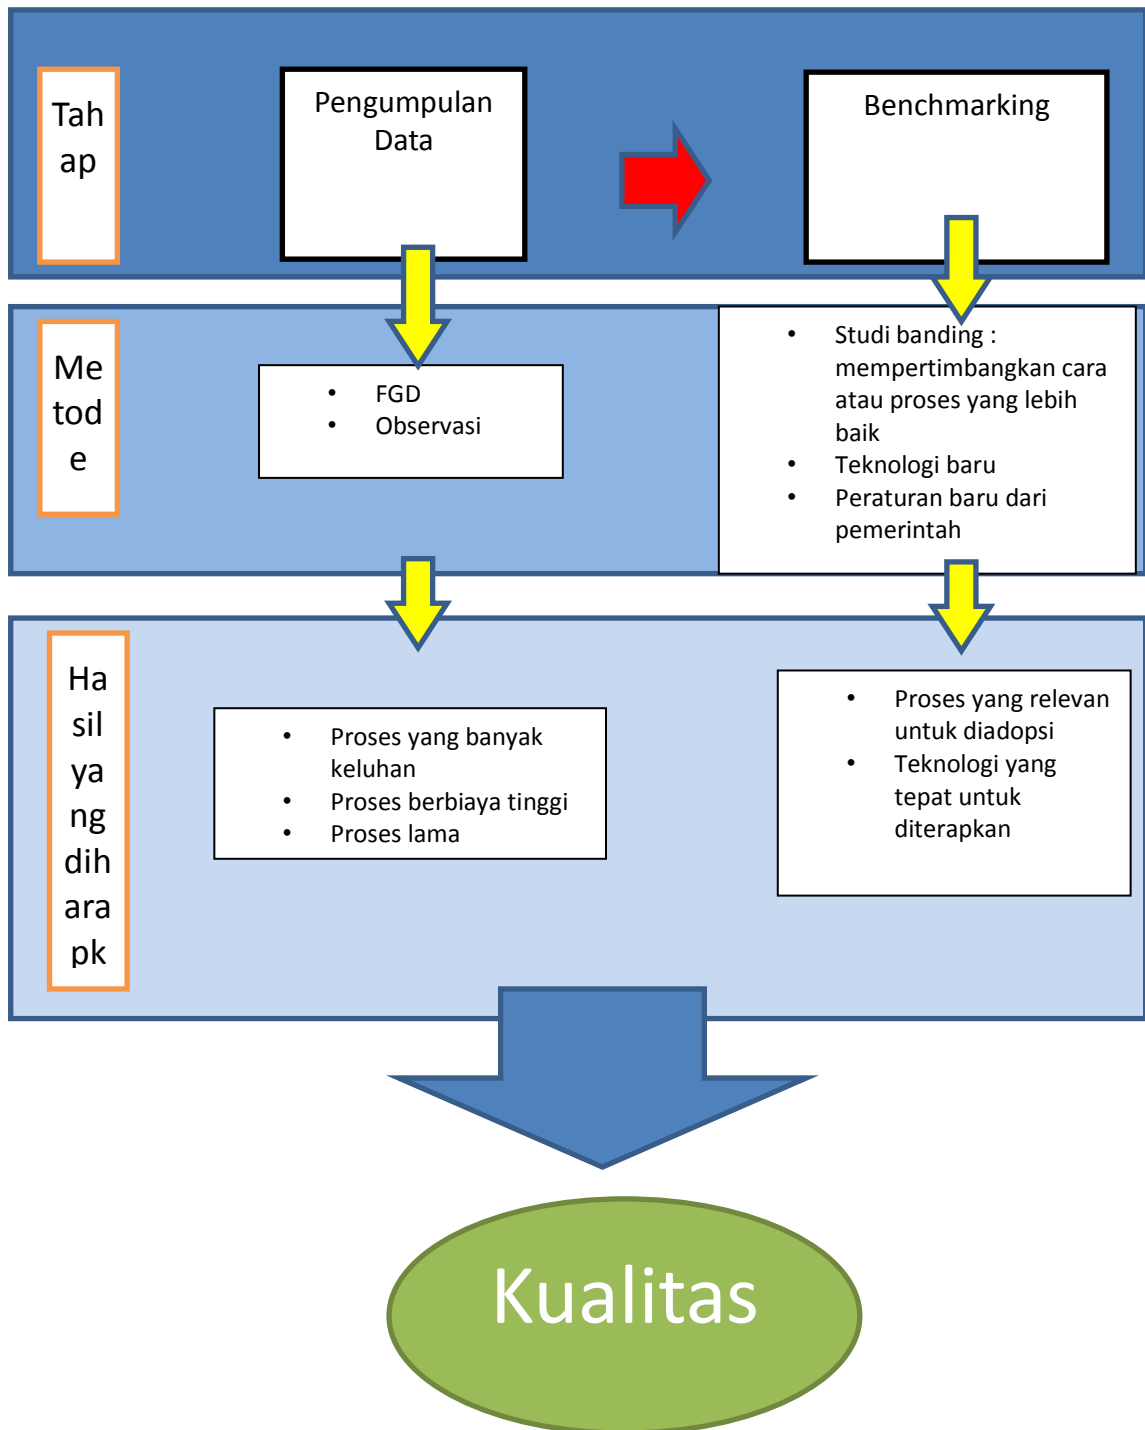 Tah
ap
Pengumpulan
Data
Benchmarking
Me
tod
e
• FGD
• Observasi
• Studi banding :
mempertimbangkan cara
atau proses yang lebih
baik
• Teknologi baru
• Peraturan baru dari
pemerintah
Ha
sil
ya
ng
dih
ara
pk
• Proses yang banyak
keluhan
• Proses berbiaya tinggi
• Proses lama
• Proses yang relevan
untuk diadopsi
• Teknologi yang
tepat untuk
diterapkan
Kualitas